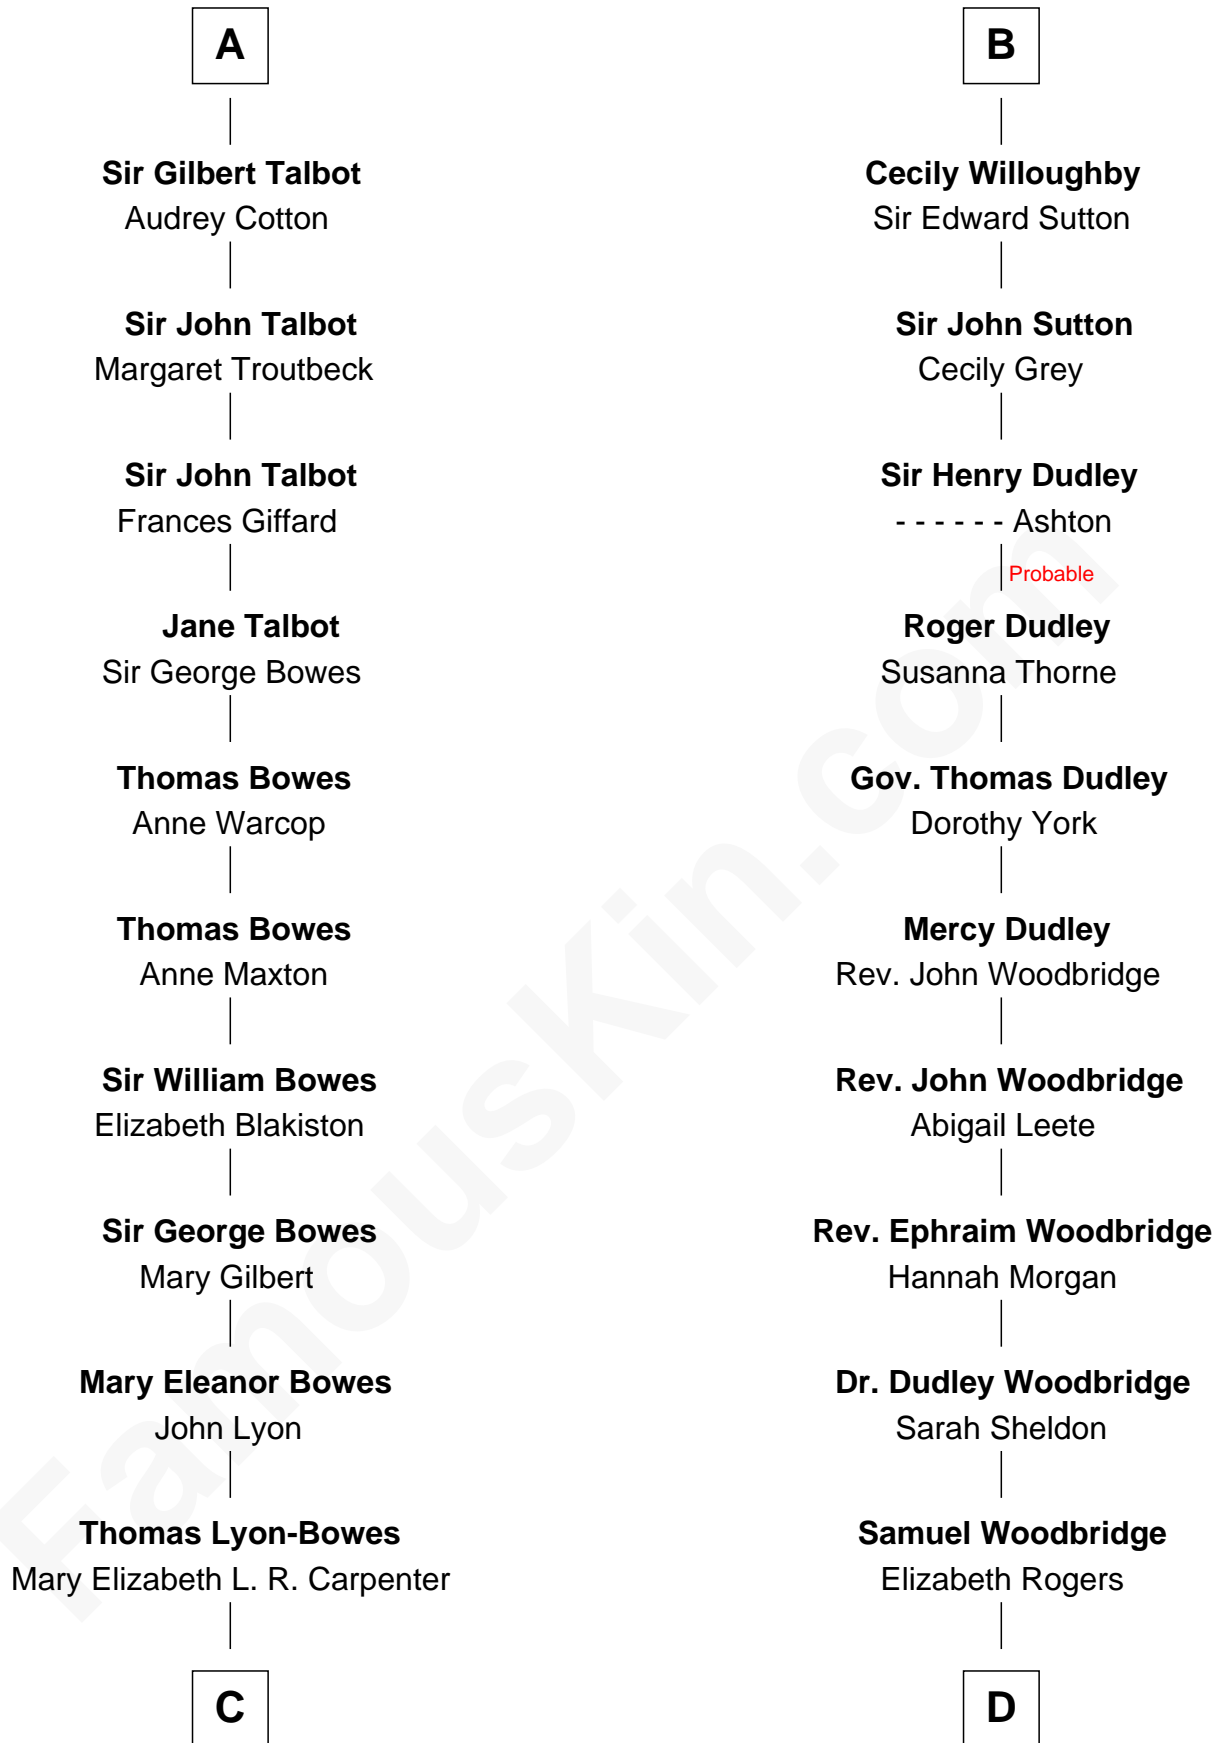 A
Sir Gilbert Talbot
Audrey Cotton
Sir John Talbot
Margaret Troutbeck
Sir John Talbot
Frances Giffard
Jane Talbot
Sir George Bowes
Thomas Bowes
Anne Warcop
Thomas Bowes
Anne Maxton
Sir William Bowes
Elizabeth Blakiston
Sir George Bowes
Mary Gilbert
Mary Eleanor Bowes
John Lyon
Thomas Lyon-Bowes
Mary Elizabeth L. R. Carpenter
C
B
Cecily Willoughby
Sir Edward Sutton
Sir John Sutton
Cecily Grey
Sir Henry Dudley
- - - - - - Ashton
Probable
Roger Dudley
Susanna Thorne
Gov. Thomas Dudley
Dorothy York
Mercy Dudley
Rev. John Woodbridge
Rev. John Woodbridge
Abigail Leete
Rev. Ephraim Woodbridge
Hannah Morgan
Dr. Dudley Woodbridge
Sarah Sheldon
Samuel Woodbridge
Elizabeth Rogers
D
FamousKin.com